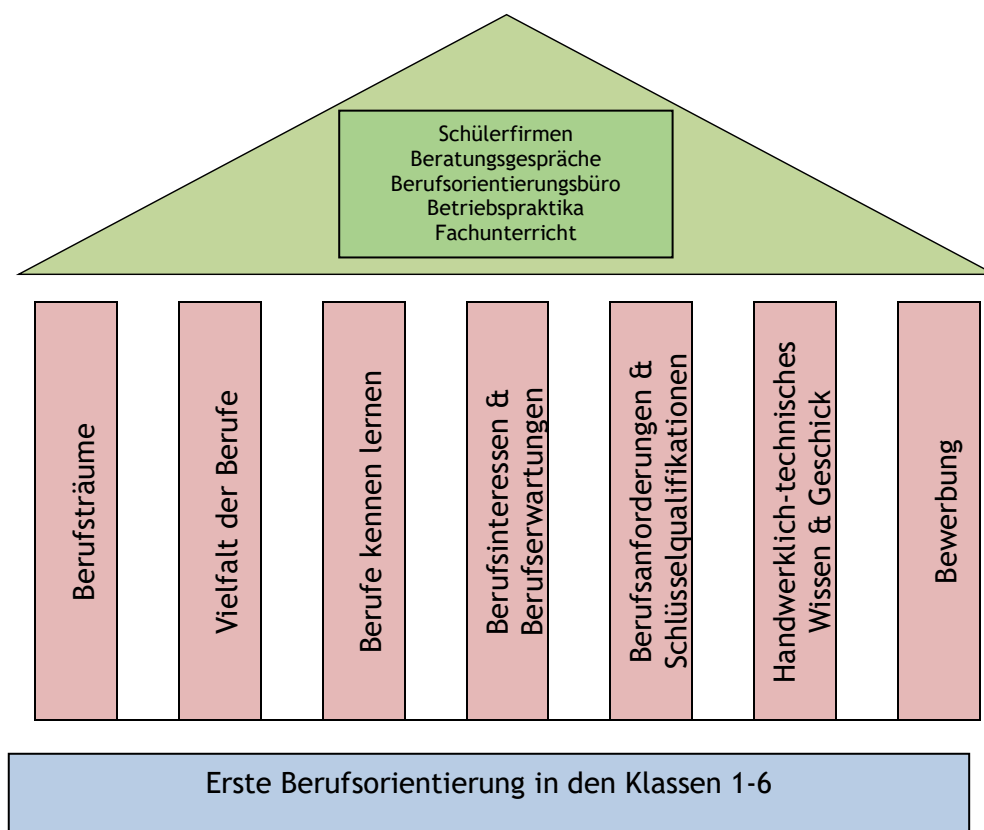 Schülerfirmen
Beratungsgespräche
Berufsorientierungsbüro
Betriebspraktika
Fachunterricht
Berufsträume
Vielfalt der Berufe
Berufe kennen lernen
Berufsinteressen &
Berufserwartungen
Berufsanforderungen &
Schlüsselqualifikationen
Handwerklich-technisches
Wissen & Geschick
Bewerbung
Erste Berufsorientierung in den Klassen 1-6